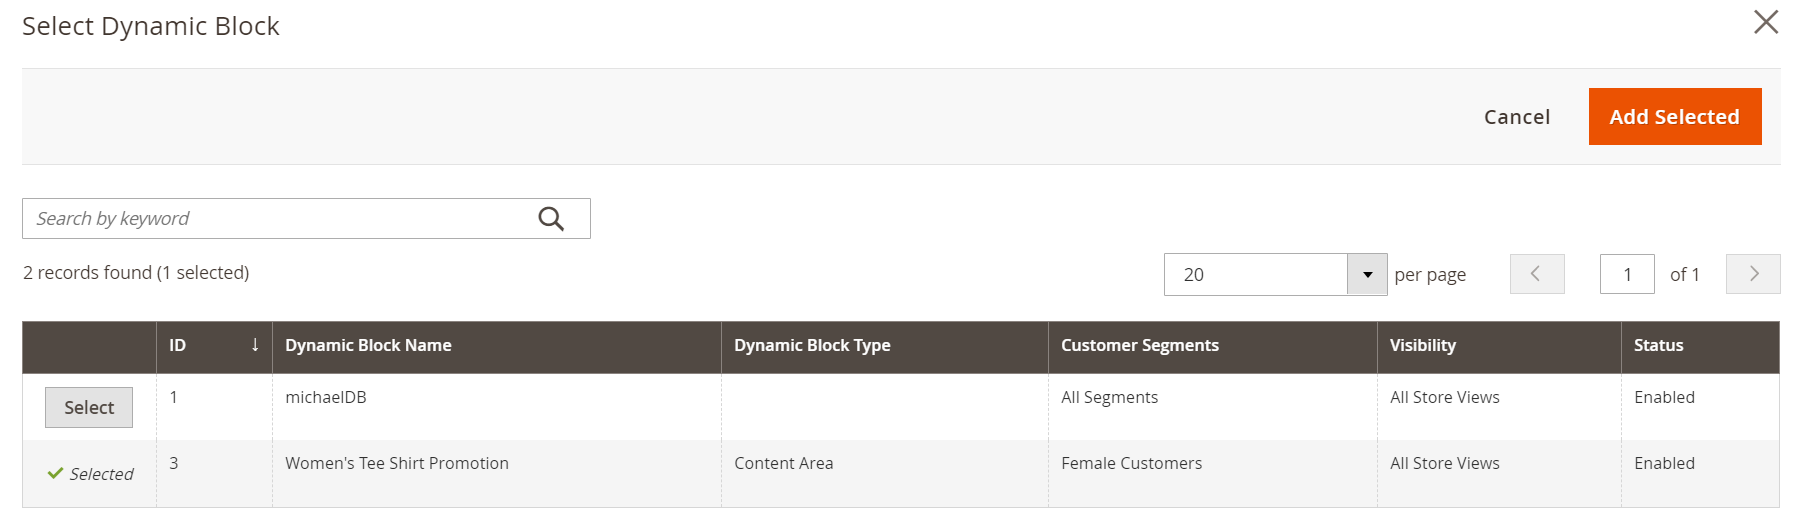 Select Dynamic Block
Cancel Add Selected
Search by keyword
2 records found (1 selected)
20 per page 1 of 1
ID ↓ Dynamic Block Name Dynamic Block Type Customer Segments Visibility Status
Select 1 michaelDB All Segments All Store Views Enabled
Selected 3 Women's Tee Shirt Promotion Content Area Female Customers All Store Views Enabled